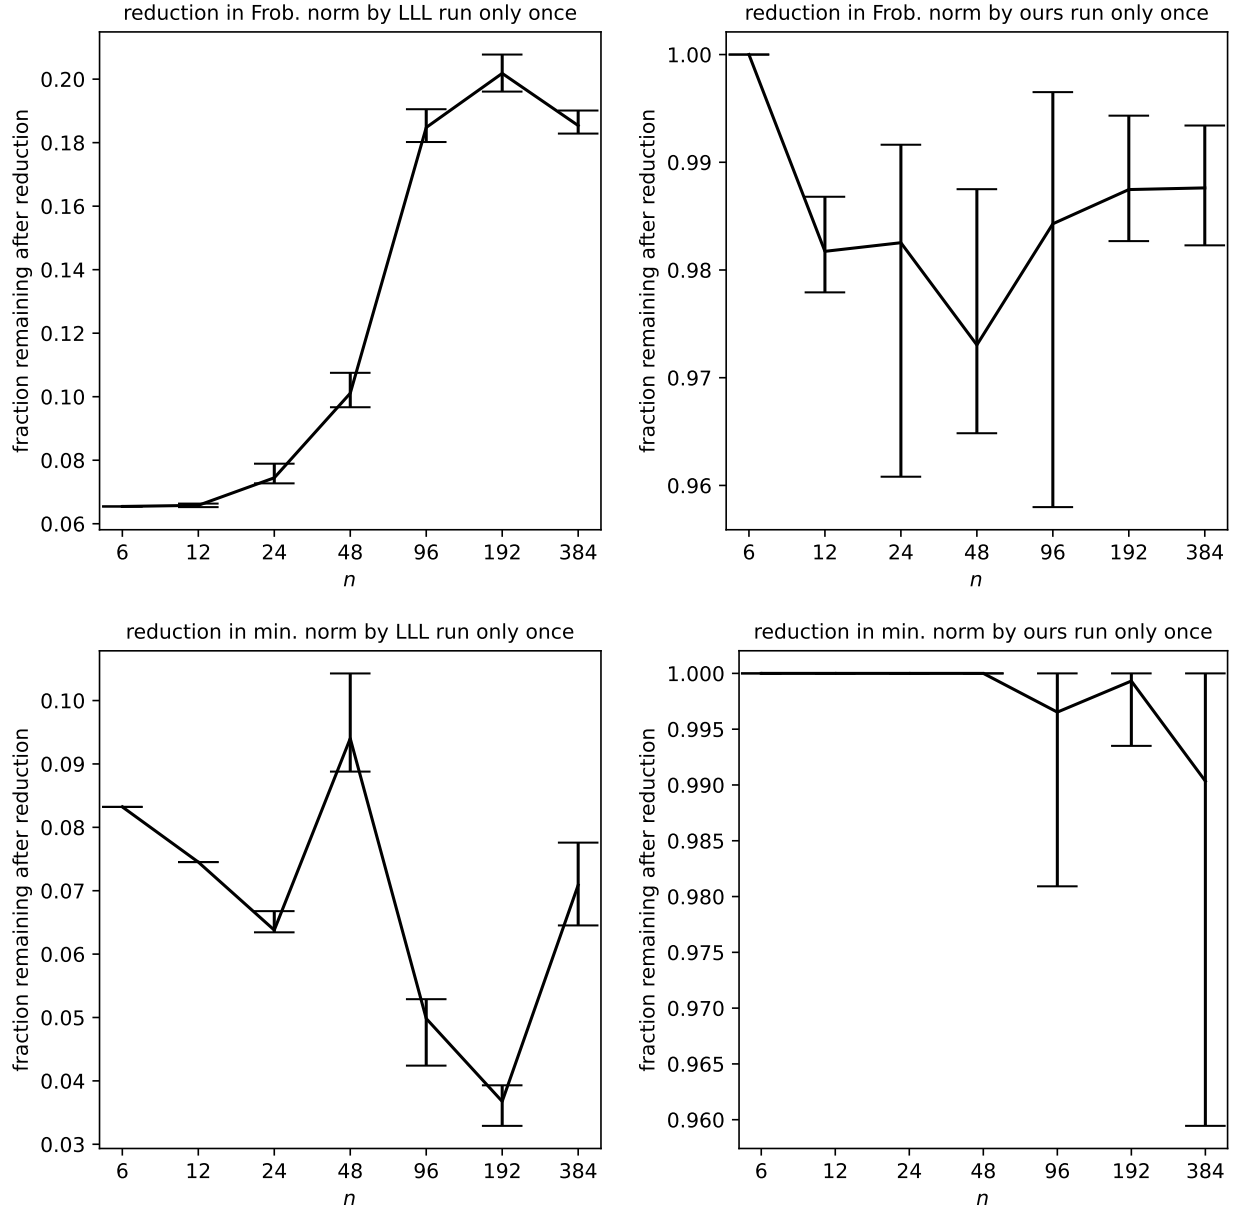 reduction in Frob. norm by LLL run only once
fraction remaining after reduction
0.20
0.18
0.16
0.14
0.12
0.10
0.08
0.06
6 12 24 48 96 192 384
n
reduction in Frob. norm by ours run only once
fraction remaining after reduction
1.00
0.99
0.98
0.97
0.96
6 12 24 48 96 192 384
n
reduction in min. norm by LLL run only once
fraction remaining after reduction
0.10
0.09
0.08
0.07
0.06
0.05
0.04
0.03
6 12 24 48 96 192 384
n
reduction in min. norm by ours run only once
fraction remaining after reduction
1.000
0.995
0.990
0.985
0.980
0.975
0.970
0.965
0.960
6 12 24 48 96 192 384
n